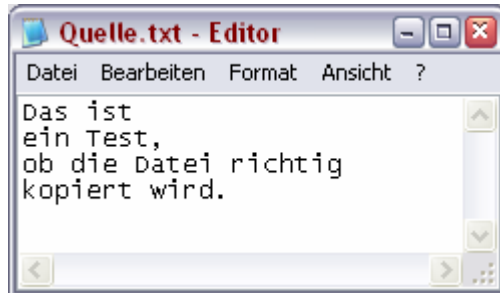 Quelle.txt - Editor
Datei Bearbeiten Format Ansicht ?
Das ist
ein Test,
ob die Datei richtig
kopiert wird.